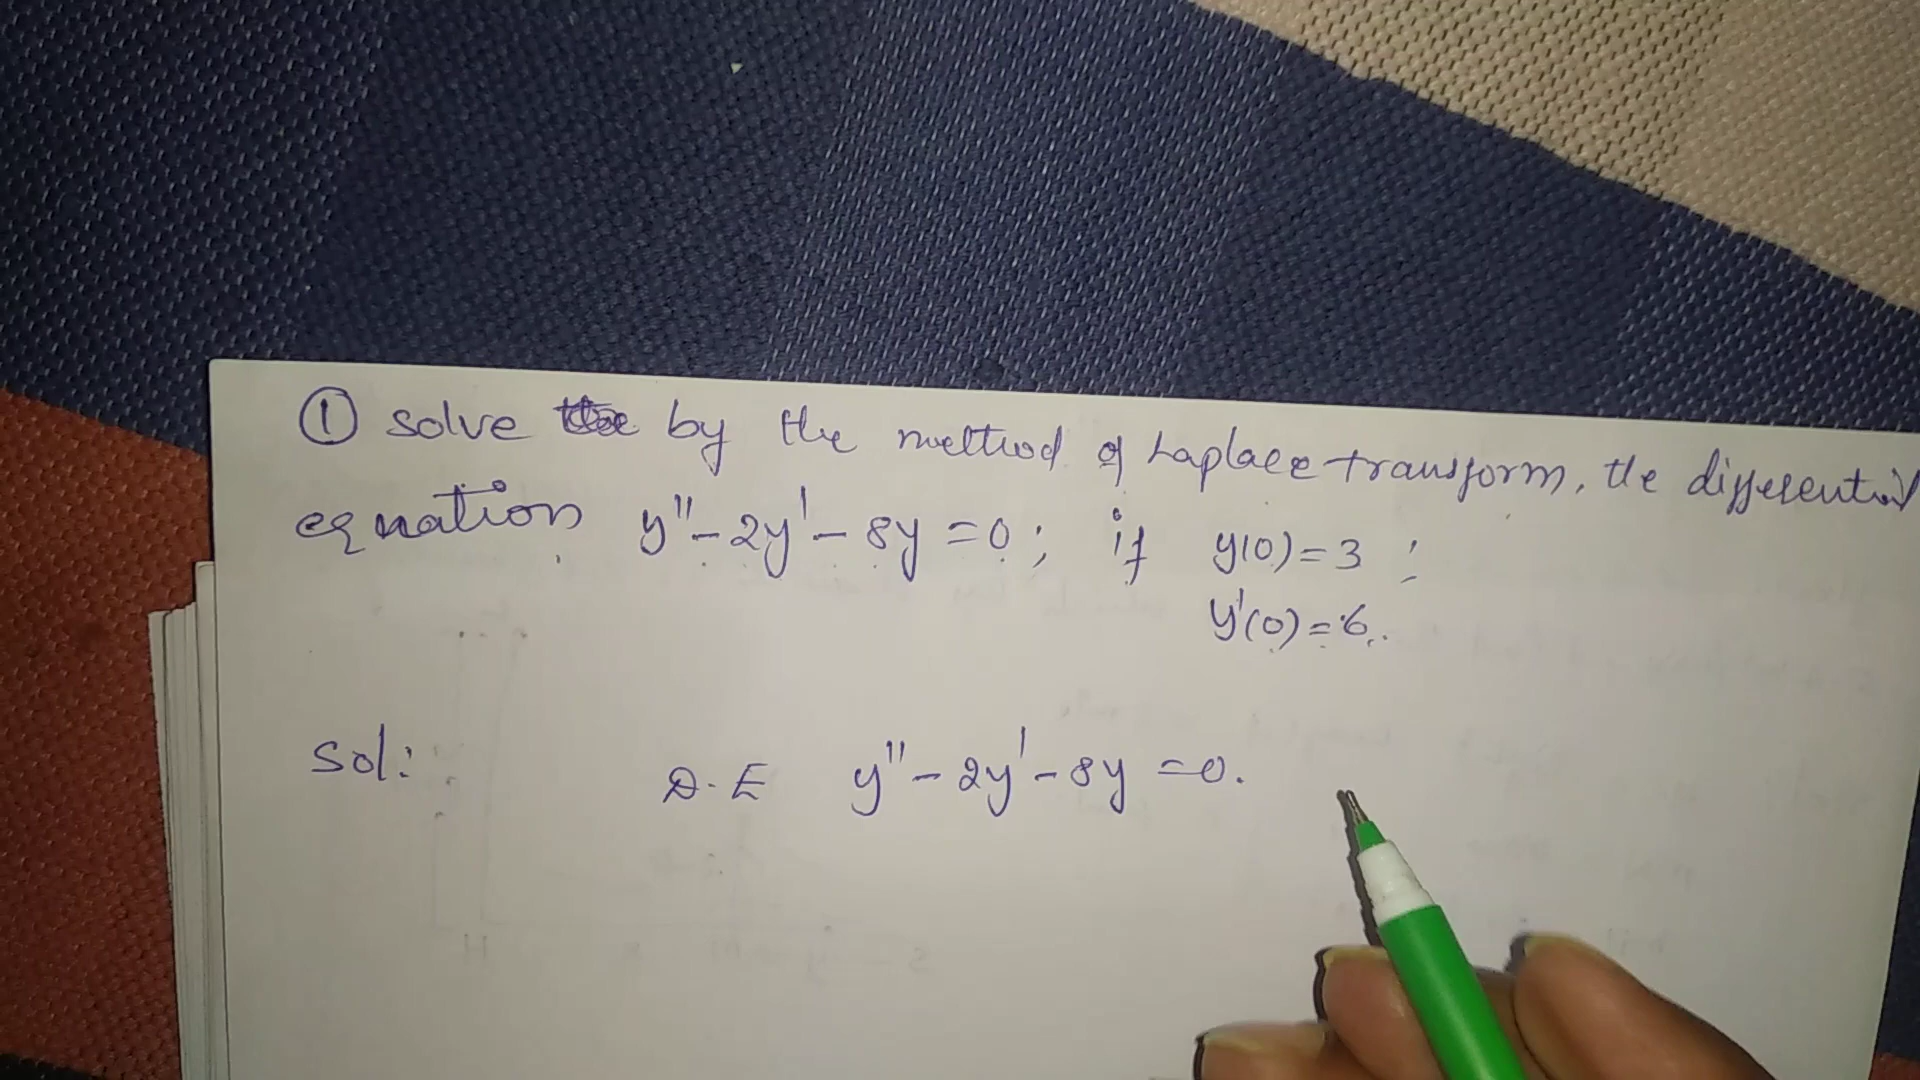 ① solve by the method of Laplace transform, the differential
equation y" - 2y' - 8y = 0 ; if y(0) = 3 ;
y'(0) = 6.
Sol: D.E y" - 2y' - 8y = 0.